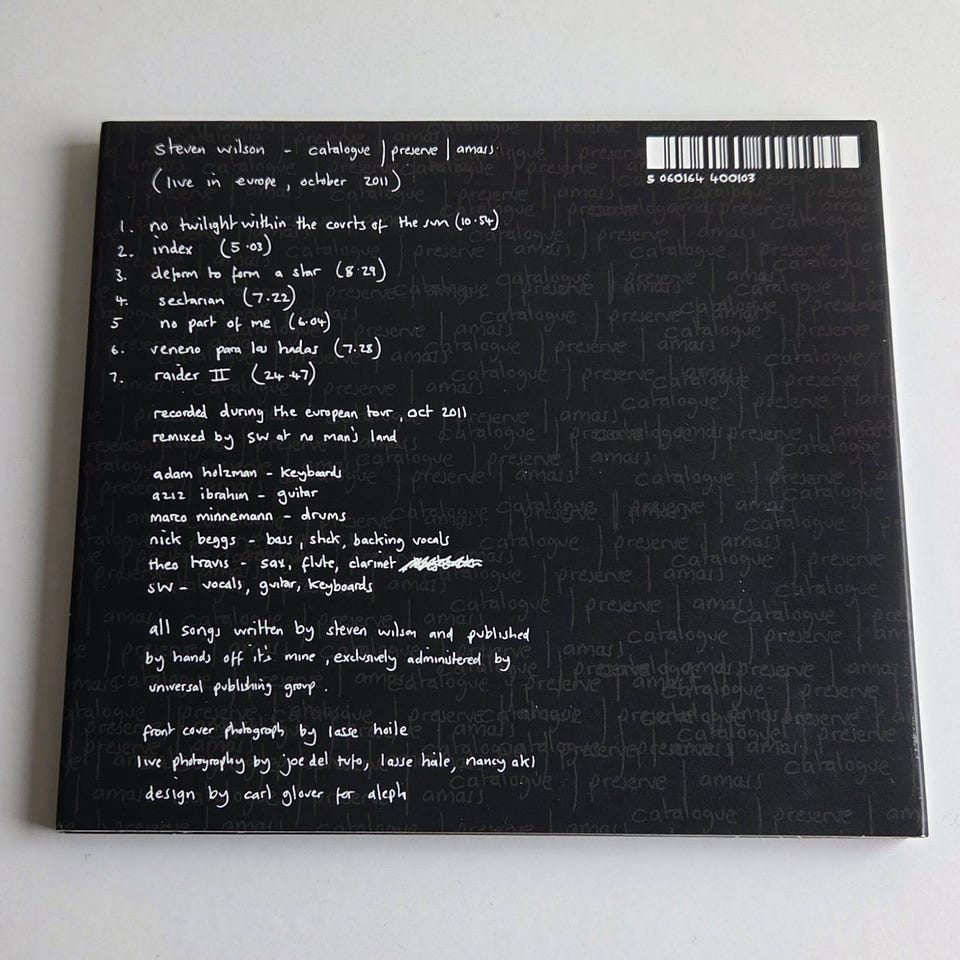 steven wilson - catalogue | preserve | amass
5 060164 400103
(live in europe, october 2011)
1. no twilight within the courts of the sun (10.54)
2. index (5.03)
3. deform to form a star (8.29)
4. sectarian (7.22)
5 no part of me (6.04)
6. veneno para las hadas (7.28)
7. raider II (24.47)
recorded during the european tour, oct 2011
remixed by sw at no man's land
adam holzman - keyboards
aziz ibrahim - guitar
marco minnemann - drums
nick beggs - bass, stick, backing vocals
theo travis - sax, flute, clarinet
sw - vocals, guitar, keyboards
all songs written by steven wilson and published
by hands off it's mine, exclusively administered by
universal publishing group.
front cover photograph by lasse hoile
live photography by joe del tufo, lasse hoile, nancy akl
design by carl glover for aleph